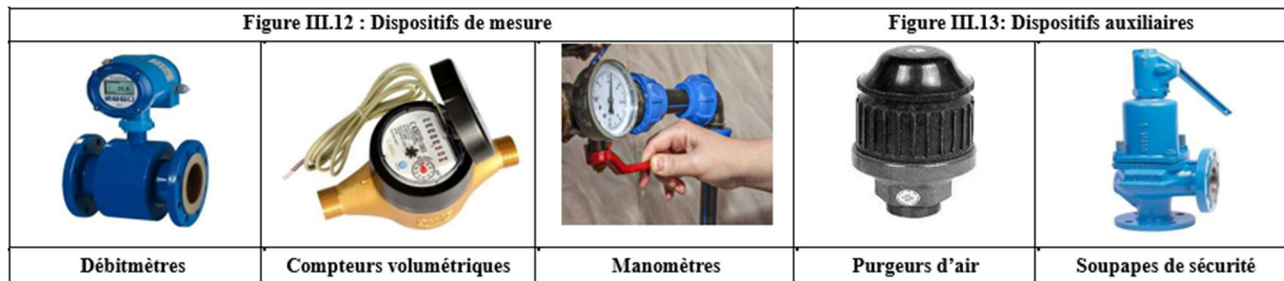 Figure III.12 : Dispositifs de mesure
Figure III.13: Dispositifs auxiliaires
Débitmètres
Compteurs volumétriques
Manomètres
Purgeurs d’air
Soupapes de sécurité